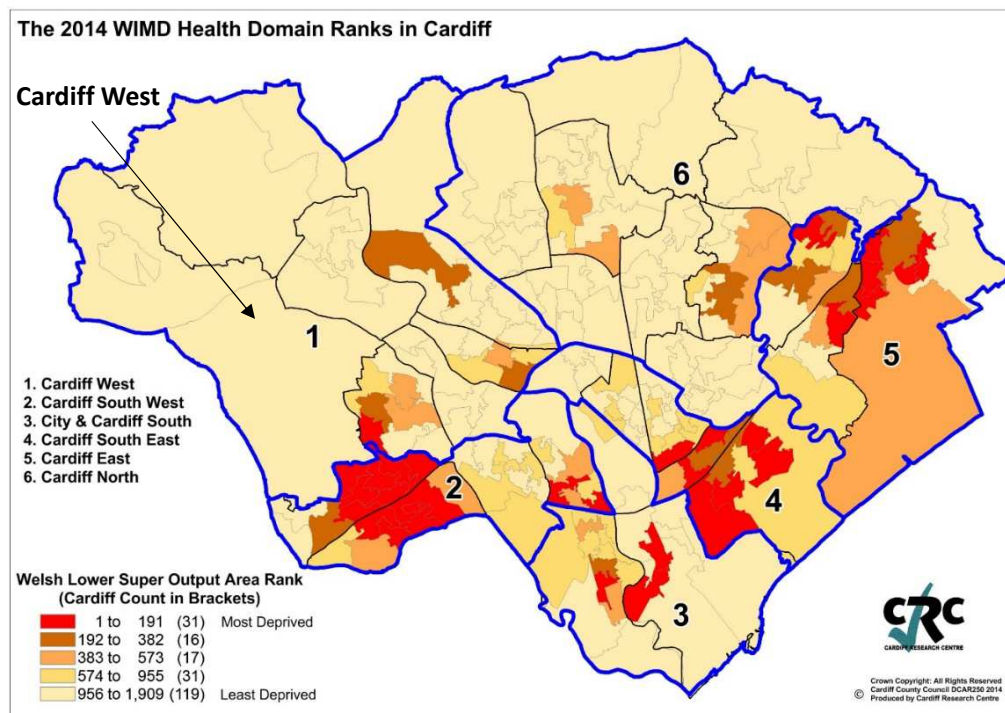 The 2014 WIMD Health Domain Ranks in Cardiff
Cardiff West
6
1
5
1. Cardiff West
2. Cardiff South West
3. City & Cardiff South
4. Cardiff South East
5. Cardiff East
6. Cardiff North
2
4
3
Welsh Lower Super Output Area Rank
(Cardiff Count in Brackets)
1 to 191 (31) Most Deprived
192 to 382 (16)
383 to 573 (17)
574 to 955 (31)
956 to 1,909 (119) Least Deprived
CRC
CARDIFF RESEARCH CENTRE
Crown Copyright: All Rights Reserved
© Cardiff County Council DCAR250 2014
Produced by Cardiff Research Centre